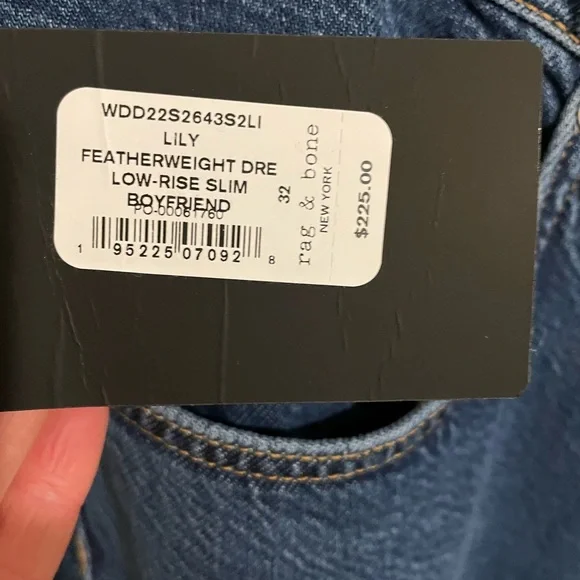 WDD22S2643S2LI
LILY
FEATHERWEIGHT DRE
LOW-RISE SLIM
BOYFRIEND
PO-00061760
1 95225 07092 8
32
rag & bone
NEW YORK
$225.00